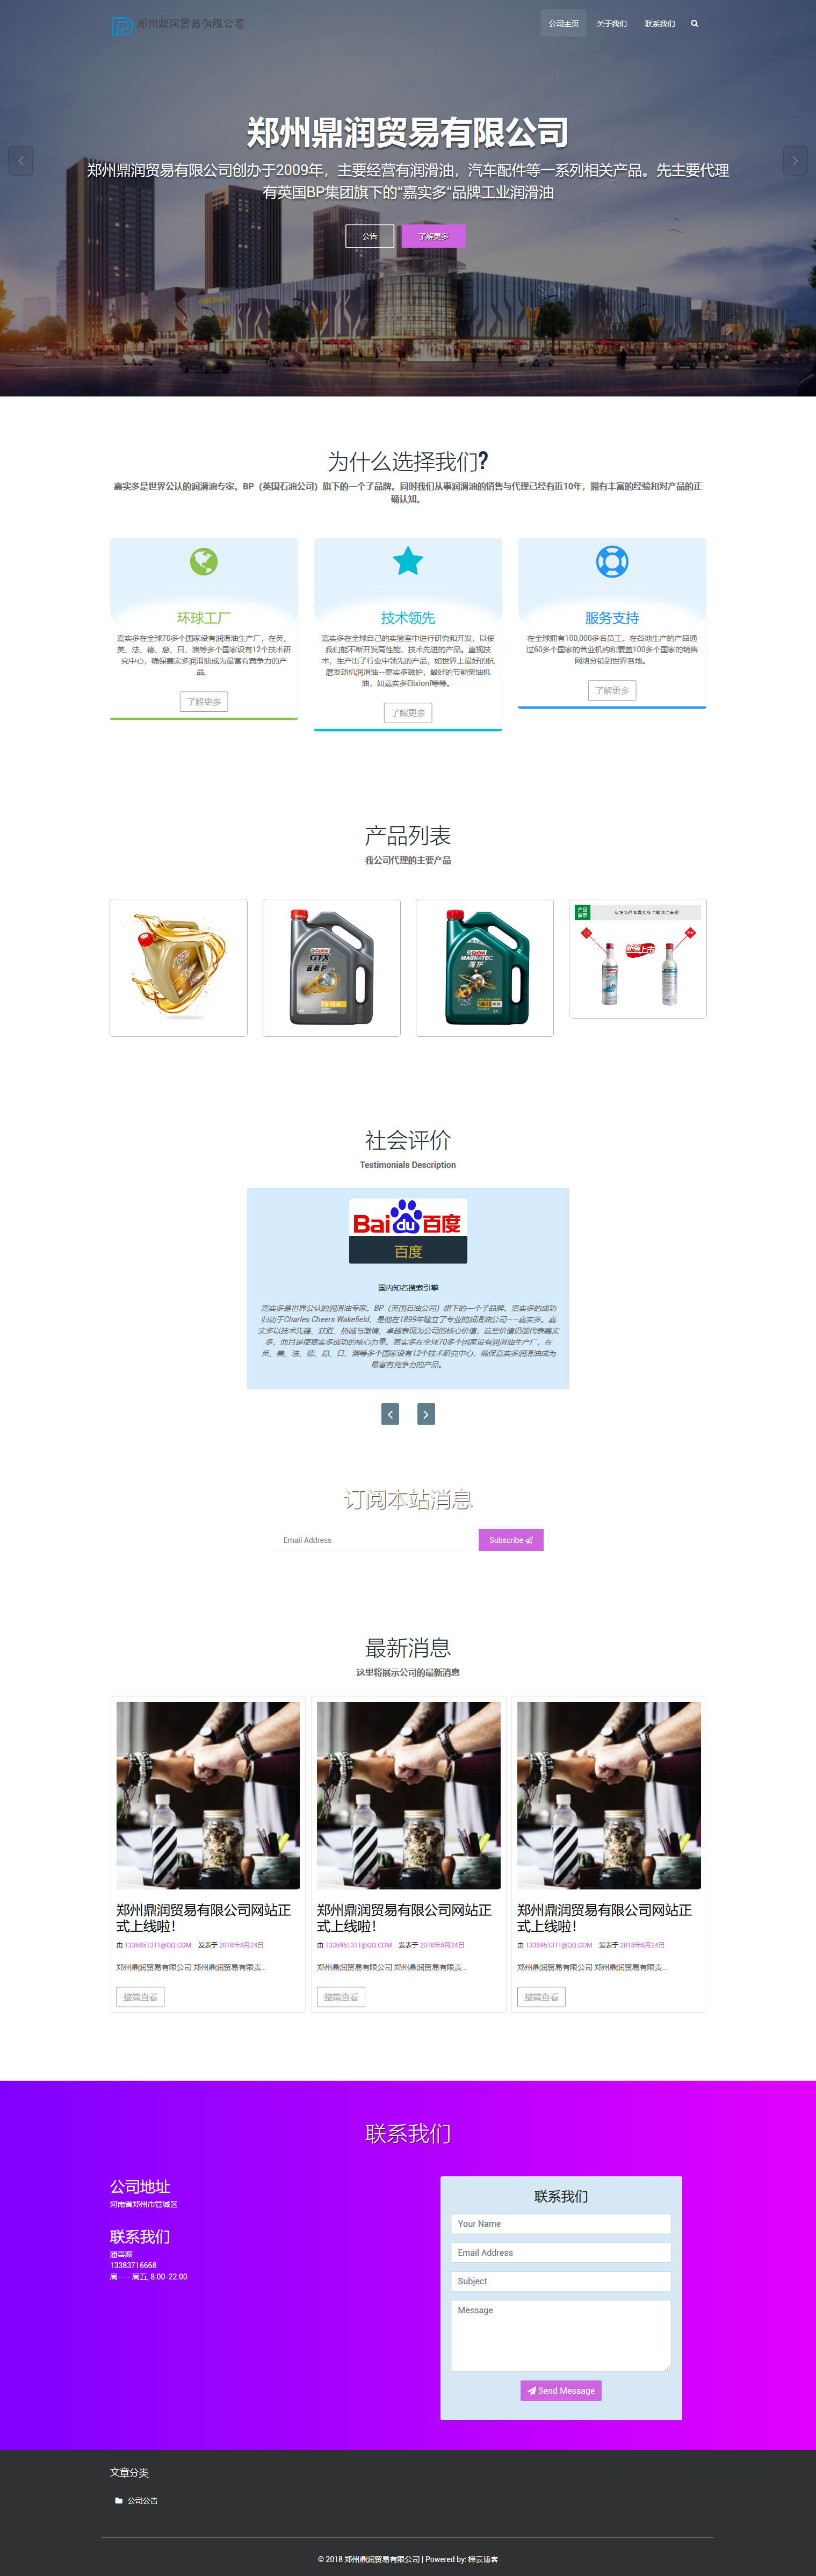 郑州鼎润贸易有限公司
公司主页
关于我们
联系我们
郑州鼎润贸易有限公司
郑州鼎润贸易有限公司创办于2009年，主要经营有润滑油，汽车配件等一系列相关产品。先主要代理
有英国BP集团旗下的“嘉实多”品牌工业润滑油
公告
了解更多
为什么选择我们?
嘉实多是世界公认的润滑油专家。BP（英国石油公司）旗下的一个子品牌。同时我们从事润滑油的销售与代理已经有近10年，拥有丰富的经验和对产品的正
确认知。
环球工厂
嘉实多在全球70多个国家设有润滑油生产厂，在英、
美、法、德、意、日、澳等多个国家设有12个技术研
究中心，确保嘉实多润滑油成为最富有竞争力的产
品。
了解更多
技术领先
嘉实多在全球自己的实验室中进行研究和开发，以使
我们能不断开发高性能、技术先进的产品。重视技
术，生产出了行业中领先的产品，如世界上最好的抗
磨发动机润滑油--嘉实多磁护，最好的节能柴油机
油，如嘉实多Elixionf等等。
了解更多
服务支持
在全球拥有100,000多名员工。在各地生产的产品通
过60多个国家的营业机构和覆盖100多个国家的销售
网络分销到世界各地。
了解更多
产品列表
我公司代理的主要产品
Castrol
GTX
Castrol
MAGNATEC
磁护
5W-40
产品
展示
新装上市
社会评价
Testimonials Description
Bai du 百度
百度
国内知名搜索引擎
嘉实多是世界公认的润滑油专家。BP（英国石油公司）旗下的一个子品牌。嘉实多的成功
归功于Charles Cheers Wakefield，是他在1899年建立了专业的润滑油公司——嘉实多。嘉
实多以技术先锋、获胜、热诚与激情、卓越表现为公司的核心价值，这些价值仍能代表嘉实
多，而且是使嘉实多成功的核心力量。嘉实多在全球70多个国家设有润滑油生产厂，在
英、美、法、德、意、日、澳等多个国家设有12个技术研究中心，确保嘉实多润滑油成为
最富有竞争力的产品。
订阅本站消息
Email Address
Subscribe
最新消息
这里将展示公司的最新消息
郑州鼎润贸易有限公司网站正
式上线啦！
由 1336951311@QQ.COM 发表于 2018年8月24日
郑州鼎润贸易有限公司 郑州鼎润贸易有限责...
整篇查看
郑州鼎润贸易有限公司网站正
式上线啦！
由 1336951311@QQ.COM 发表于 2018年8月24日
郑州鼎润贸易有限公司 郑州鼎润贸易有限责...
整篇查看
郑州鼎润贸易有限公司网站正
式上线啦！
由 1336951311@QQ.COM 发表于 2018年8月24日
郑州鼎润贸易有限公司 郑州鼎润贸易有限责...
整篇查看
联系我们
公司地址
河南省郑州市管城区
联系我们
潘喜顺
13383716668
周一 - 周五, 8:00-22:00
联系我们
Your Name
Email Address
Subject
Message
Send Message
文章分类
公司公告
© 2018 郑州鼎润贸易有限公司 | Powered by: 梯云博客